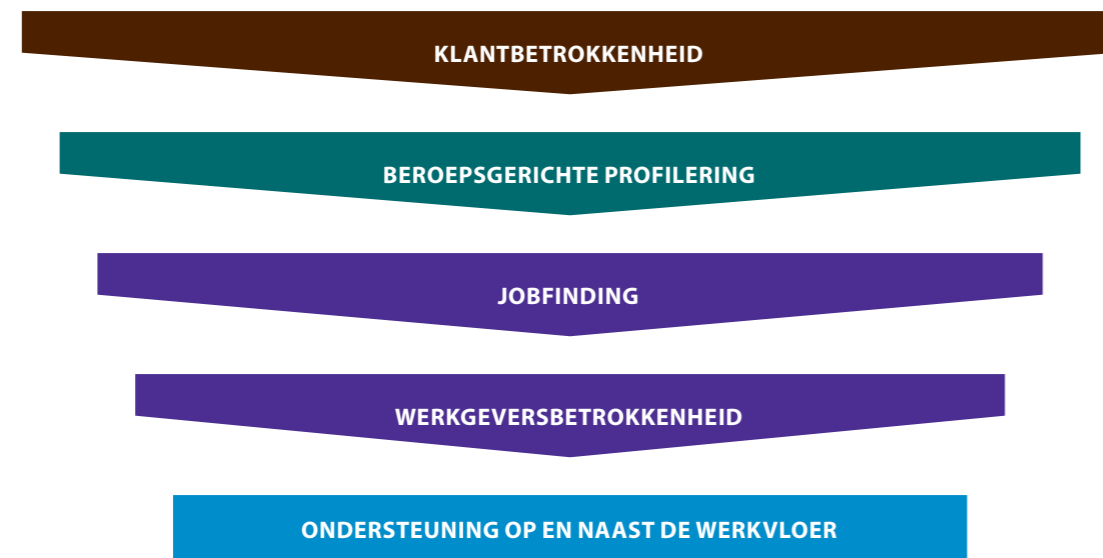 KLANTBETROKKENHEID
BEROEPSGERICHTE PROFILERING
JOBFINDING
WERKGEVERSBETROKKENHEID
ONDERSTEUNING OP EN NAAST DE WERKVLOER